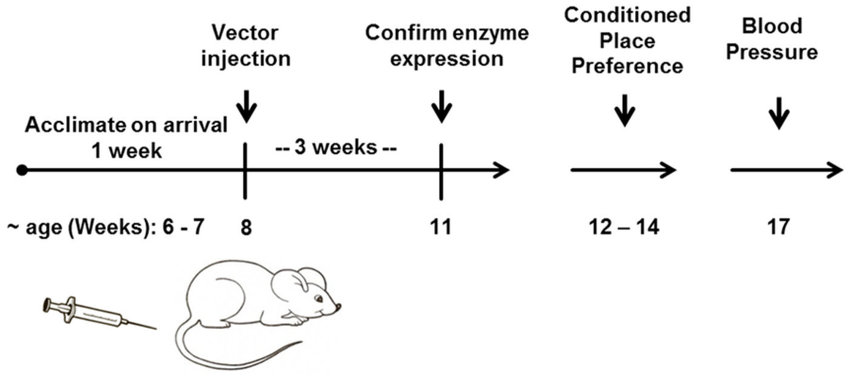 Vector
injection
Confirm enzyme
expression
Conditioned
Place
Preference
Blood
Pressure
Acclimate on arrival
1 week
-- 3 weeks --
~ age (Weeks): 6 - 7 8 11 12 – 14 17